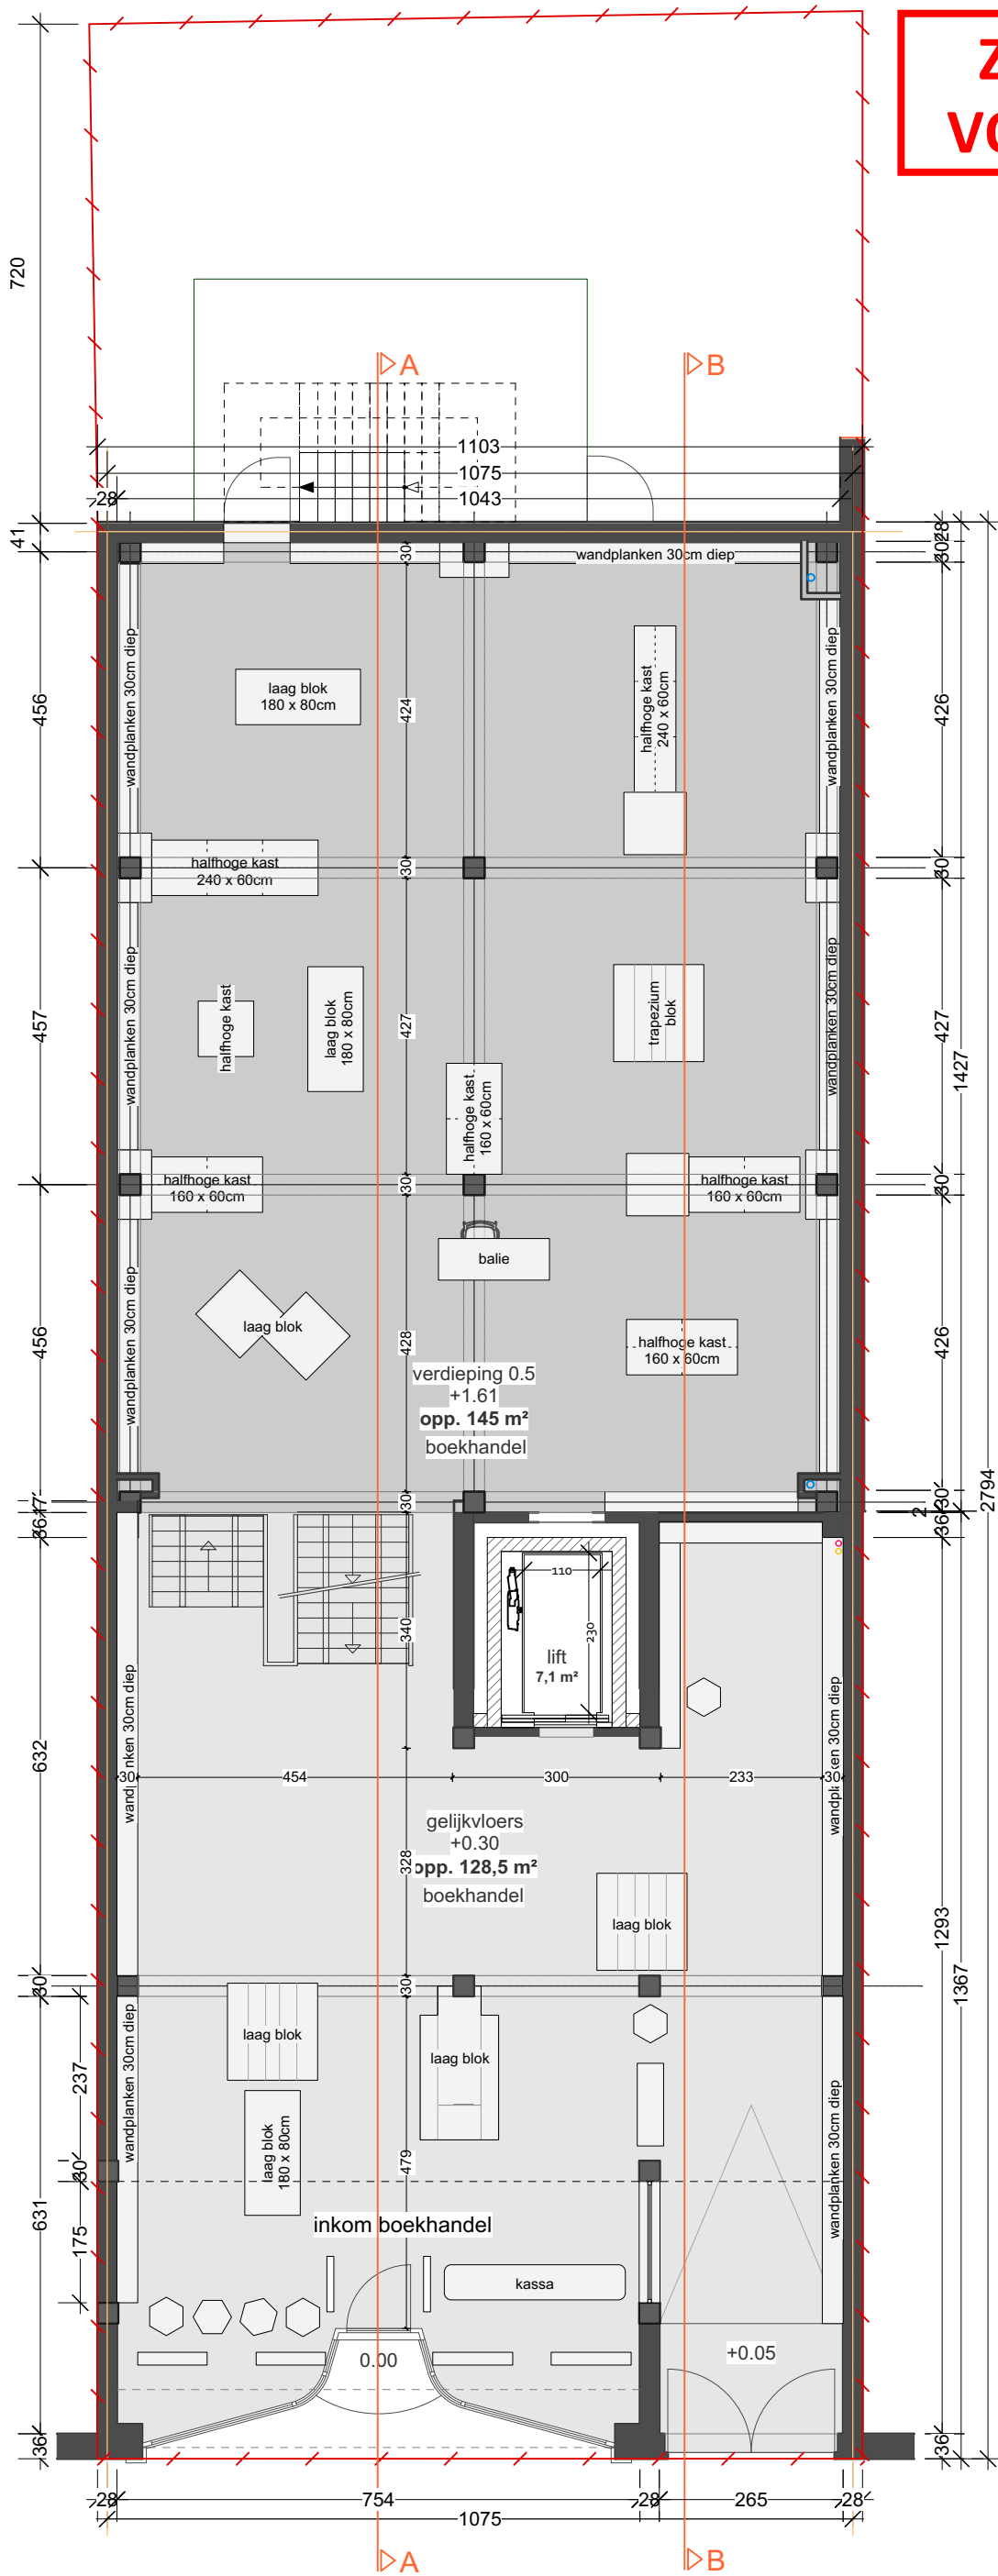 Z
VO
720
A
B
1103
1075
28
1043
41
30
wandplanken 30cm diep
28
30
wandplanken 30cm diep
laag blok
180 x 80cm
424
halfhoge kast
240 x 60cm
wandplanken 30cm diep
456
426
halfhoge kast
240 x 60cm
30
30
wandplanken 30cm diep
halfhoge kast
laag blok
180 x 80cm
427
halfhoge kast
160 x 60cm
trapezium
blok
wandplanken 30cm diep
457
427
1427
halfhoge kast
160 x 60cm
30
halfhoge kast
160 x 60cm
30
balie
wandplanken 30cm diep
laag blok
428
halfhoge kast
160 x 60cm
456
426
verdieping 0.5
+1.61
opp. 145 m²
boekhandel
2794
17
36
30
30
2
36
110
230
lift
7,1 m²
340
632
wandplanken 30cm diep
wandplanken 30cm diep
30
454
300
233
30
gelijkvloers
+0.30
opp. 128,5 m²
boekhandel
328
laag blok
1293
1367
30
30
wandplanken 30cm diep
laag blok
laag blok
237
laag blok
180 x 80cm
479
wandplanken 30cm diep
30
631
175
inkom boekhandel
kassa
0.00
+0.05
36
36
28
754
28
265
28
1075
A
B